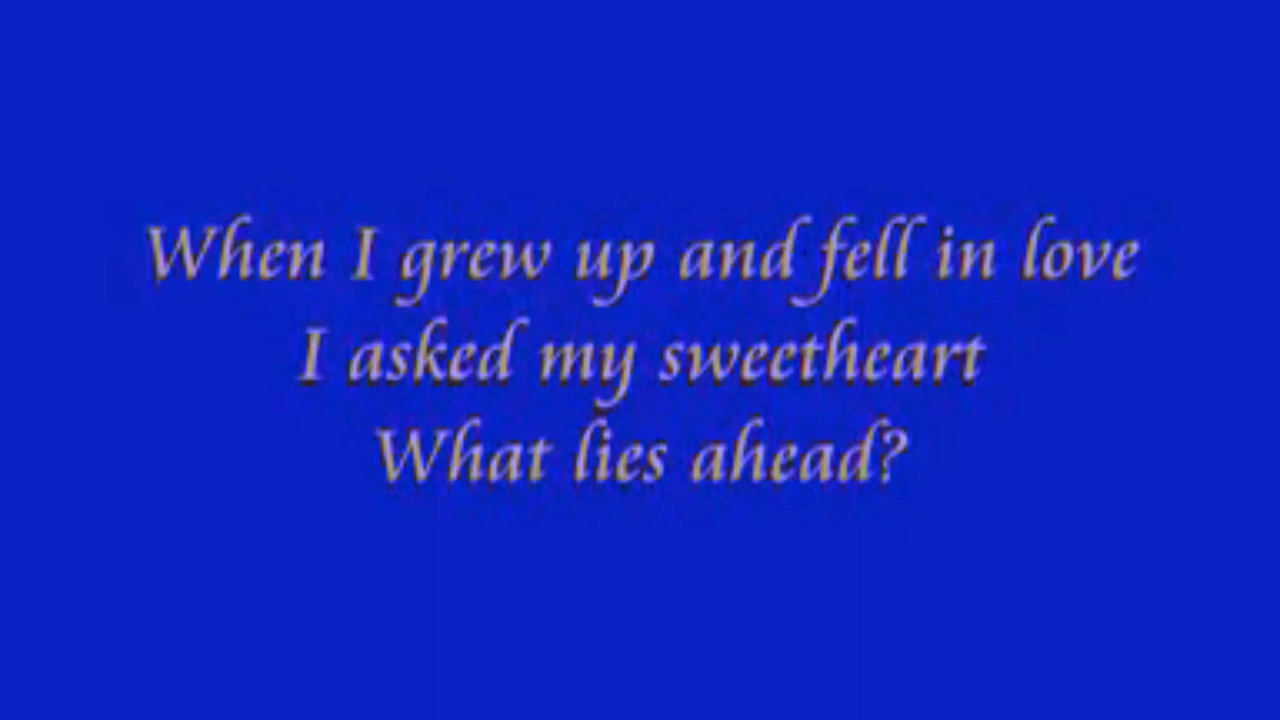 When I grew up and fell in love
I asked my sweetheart
What lies ahead?